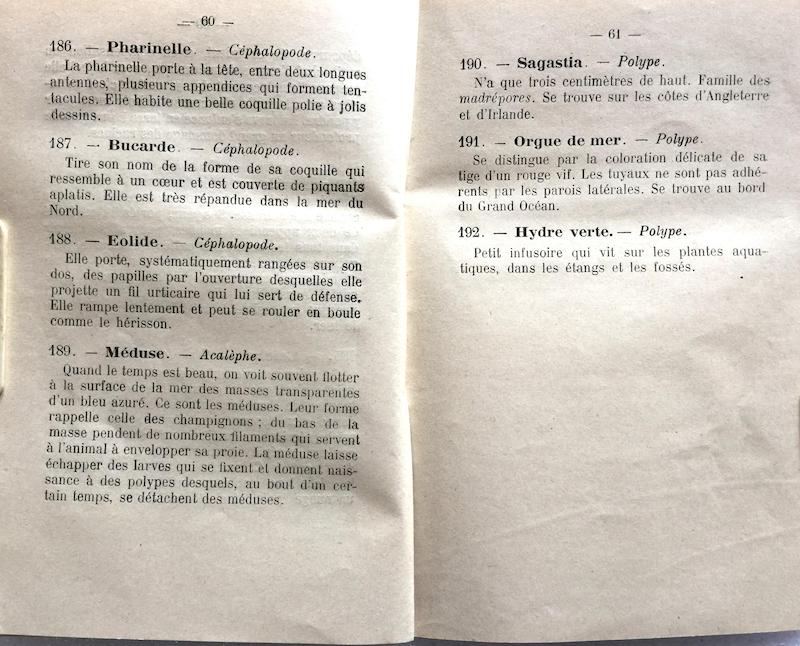 — 60 —
186. — Pharinelle. — Céphalopode.
La pharinelle porte à la tête, entre deux longues
antennes, plusieurs appendices qui forment ten-
tacules. Elle habite une belle coquille polie à jolis
dessins.
187. — Bucarde. — Céphalopode.
Tire son nom de la forme de sa coquille qui
ressemble à un cœur et est couverte de piquants
aplatis. Elle est très répandue dans la mer du
Nord.
188. — Eolide. — Céphalopode.
Elle porte, systématiquement rangées sur son
dos, des papilles par l'ouverture desquelles elle
projette un fil urticaire qui lui sert de défense.
Elle rampe lentement et peut se rouler en boule
comme le hérisson.
189. — Méduse. — Acalèphe.
Quand le temps est beau, on voit souvent flotter
à la surface de la mer des masses transparentes
d'un bleu azuré. Ce sont les méduses. Leur forme
rappelle celle des champignons ; du bas de la
masse pendent de nombreux filaments qui servent
à l'animal à envelopper sa proie. La méduse laisse
échapper des larves qui se fixent et donnent nais-
sance à des polypes desquels, au bout d'un cer-
tain temps, se détachent des méduses.
— 61 —
190. — Sagastia. — Polype.
N'a que trois centimètres de haut. Famille des
madrépores. Se trouve sur les côtes d'Angleterre
et d'Irlande.
191. — Orgue de mer. — Polype.
Se distingue par la coloration délicate de sa
tige d'un rouge vif. Les tuyaux ne sont pas adhé-
rents par les parois latérales. Se trouve au bord
du Grand Océan.
192. — Hydre verte. — Polype.
Petit infusoire qui vit sur les plantes aqua-
tiques, dans les étangs et les fossés.